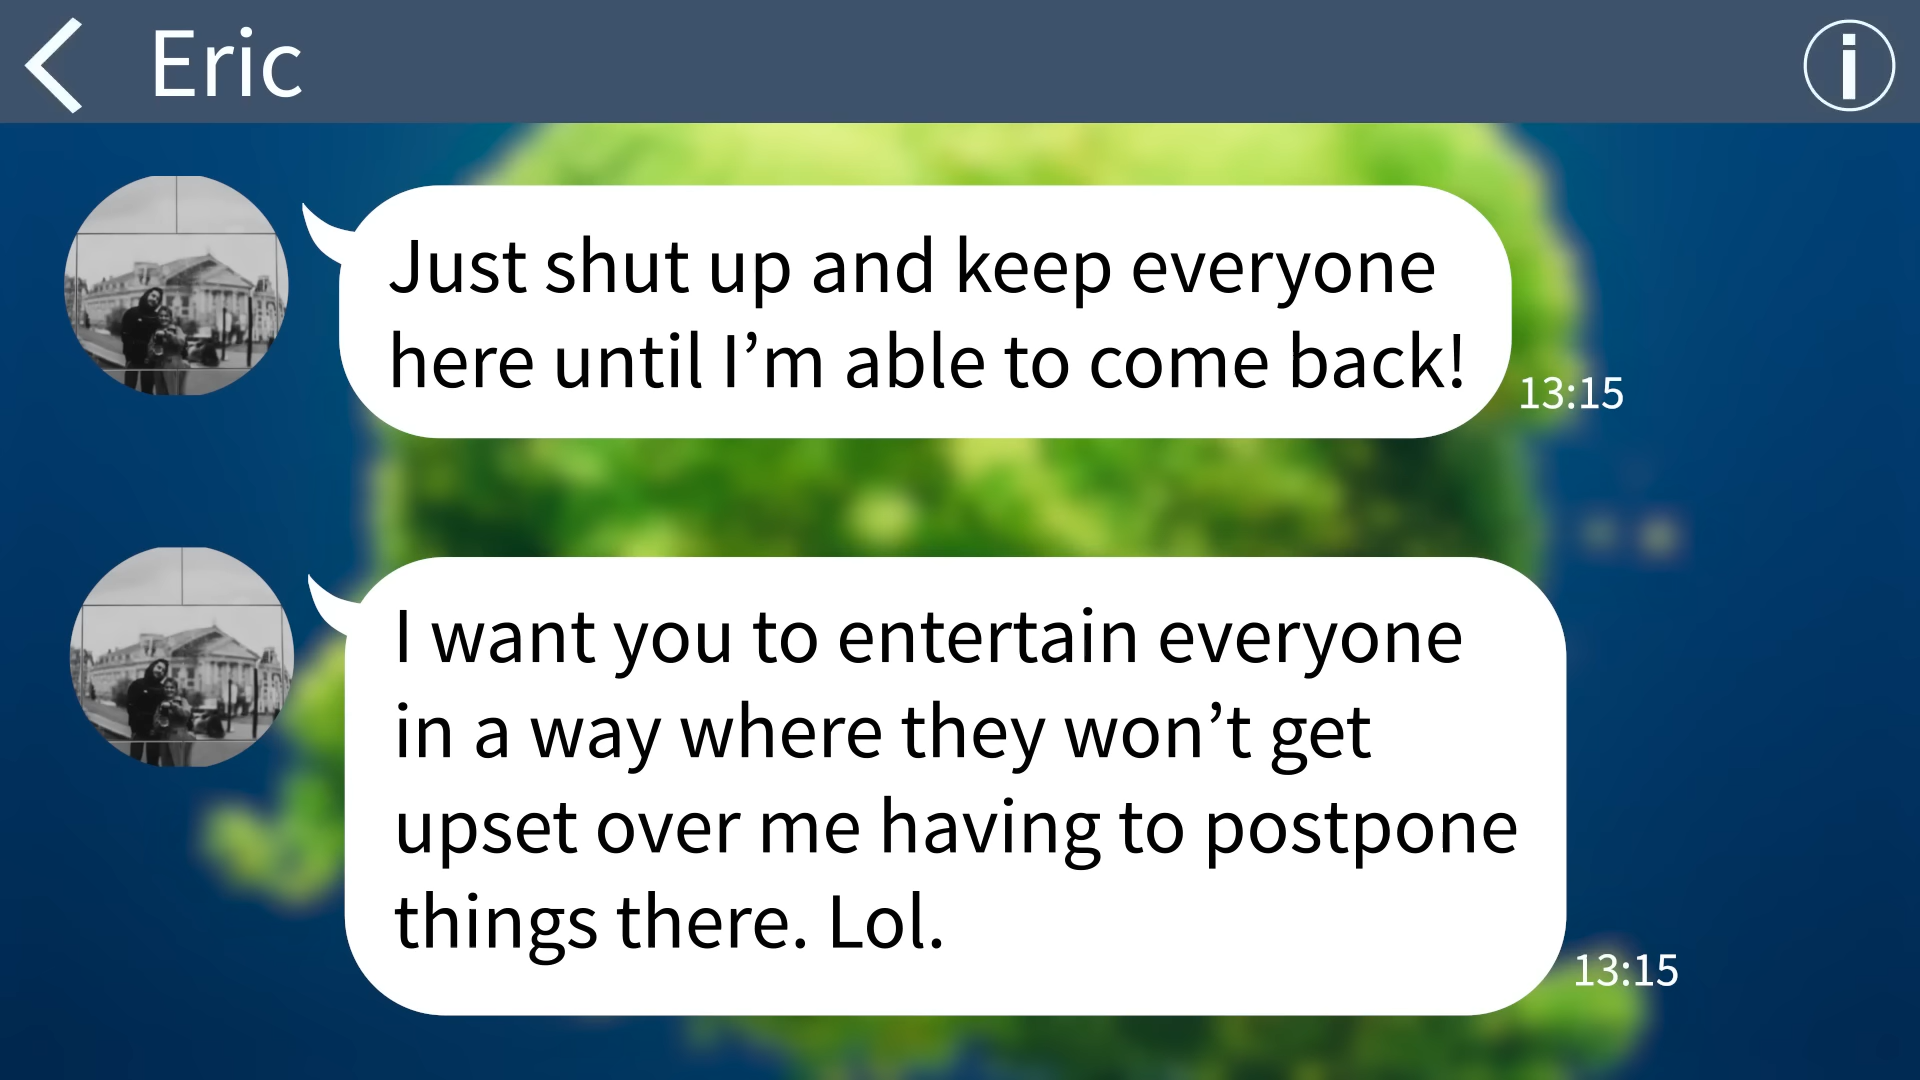 Eric
Just shut up and keep everyone
here until I’m able to come back!
13:15
I want you to entertain everyone
in a way where they won’t get
upset over me having to postpone
things there. Lol.
13:15